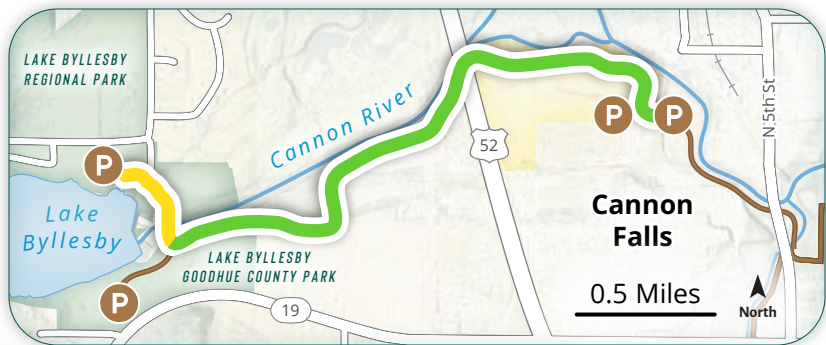 LAKE BYLLESBY
REGIONAL PARK
Cannon River
N 5th St
P
P
P
52
Lake
Byllesby
Cannon
Falls
LAKE BYLLESBY
GOODHUE COUNTY PARK
P
19
0.5 Miles
North